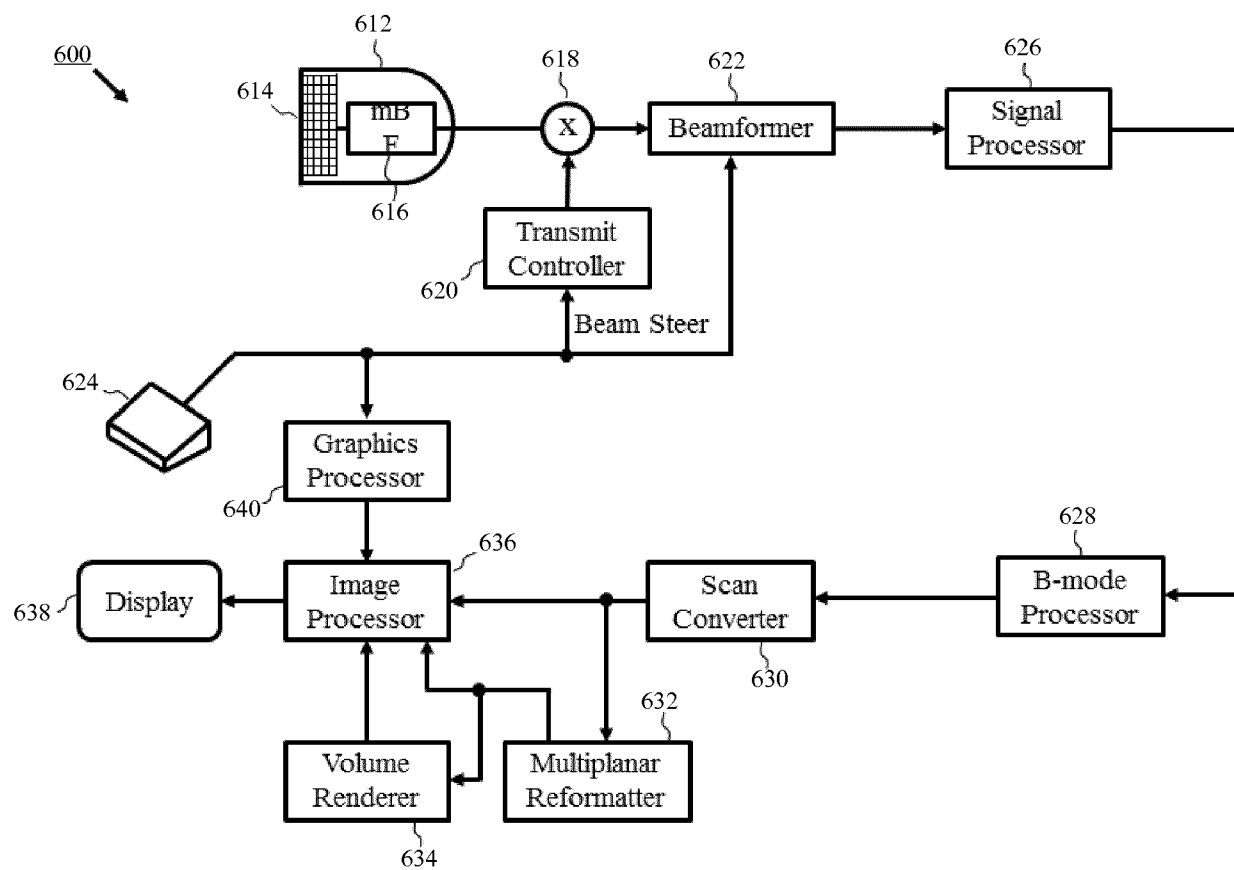 600
612
614
mB
F
616
618
X
622
Beamformer
626
Signal
Processor
Transmit
Controller
620
Beam Steer
624
Graphics
Processor
640
636
Image
Processor
638
Display
Scan
Converter
630
628
B-mode
Processor
632
Multiplanar
Reformatter
Volume
Renderer
634